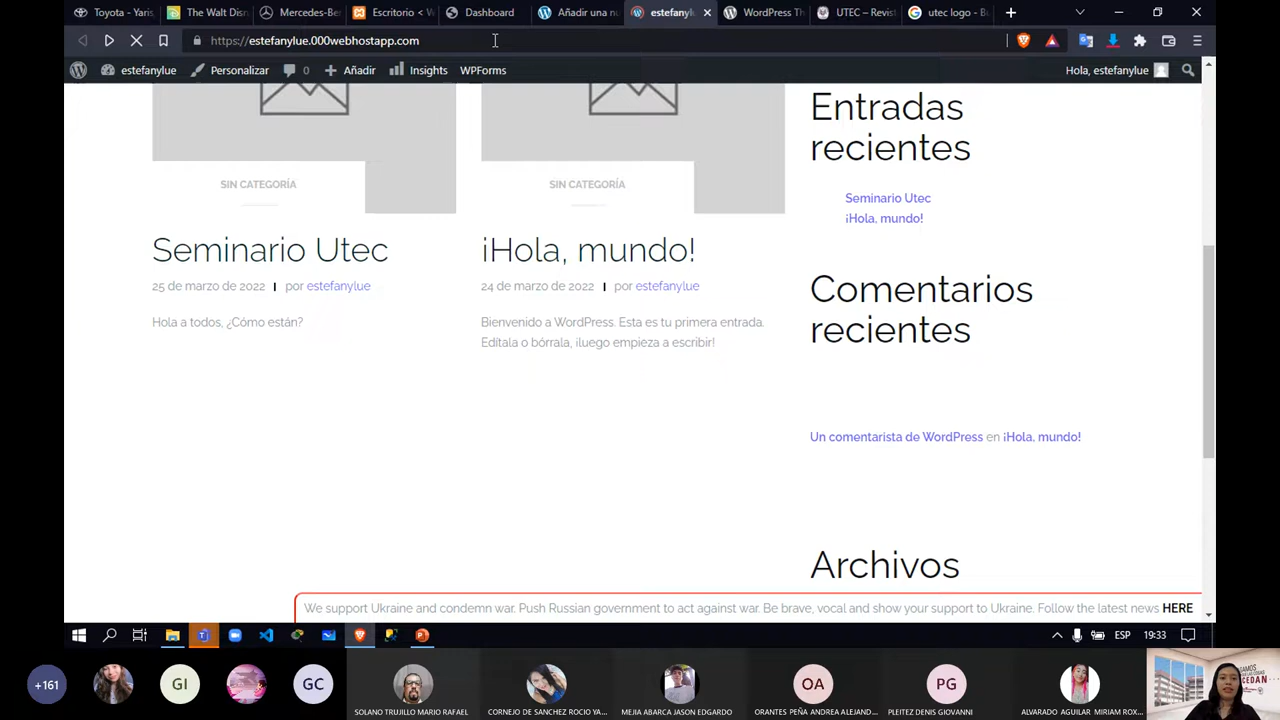 Toyota - Yaris
The Walt Disn
Mercedes-Be
Escritorio < W
Dashboard
Añadir una nu
estefanylu
WordPress Th
UTEC – Revist
utec logo - B
https://estefanylue.000webhostapp.com
estefanylue
Personalizar
0
Añadir
Insights
WPForms
Hola, estefanylue
SIN CATEGORÍA
SIN CATEGORÍA
Seminario Utec
¡Hola, mundo!
25 de marzo de 2022 por estefanylue
24 de marzo de 2022 por estefanylue
Hola a todos, ¿Cómo están?
Bienvenido a WordPress. Esta es tu primera entrada.
Edítala o bórrala, ¡luego empieza a escribir!
Entradas
recientes
Seminario Utec
¡Hola, mundo!
Comentarios
recientes
Un comentarista de WordPress en ¡Hola, mundo!
Archivos
We support Ukraine and condemn war. Push Russian government to act against war. Be brave, vocal and show your support to Ukraine. Follow the latest news HERE
ESP
19:33
+161
GI
GC
OA
PG
SOLANO TRUJILLO MARIO RAFAEL
CORNEJO DE SANCHEZ ROCIO YA...
MEJIA ABARCA JASON EDGARDO
ORANTES PEÑA ANDREA ALEJAND...
PLEITEZ DENIS GIOVANNI
ALVARADO AGUILAR MIRIAM ROX...